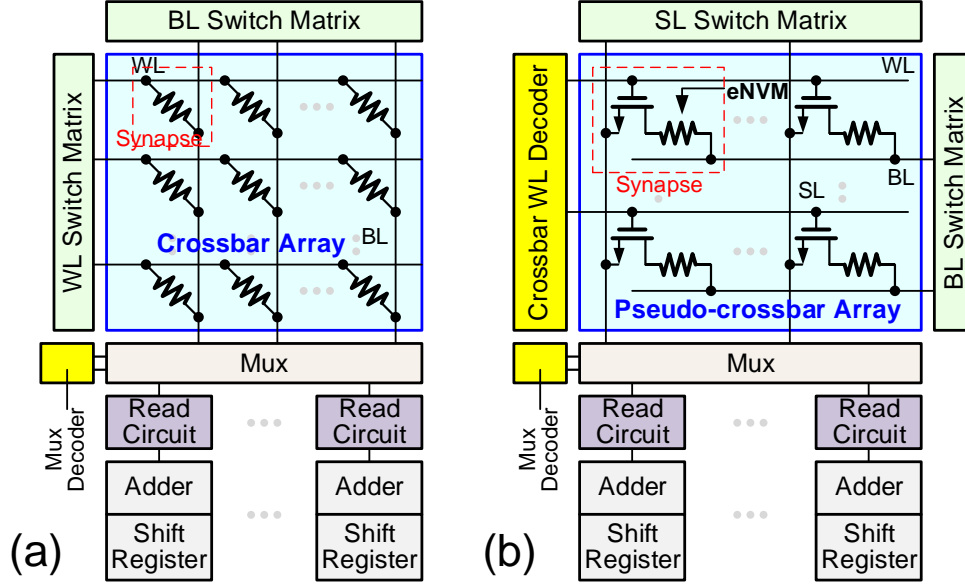 BL Switch Matrix
WL Switch Matrix
WL
Synapse
Crossbar Array
BL
Mux
Mux
Decoder
Read
Circuit
Read
Circuit
Adder
Adder
Shift
Register
Shift
Register
(a)
SL Switch Matrix
Crossbar WL Decoder
WL
eNVM
Synapse
BL
SL
Pseudo-crossbar Array
BL Switch Matrix
Mux
Mux
Decoder
Read
Circuit
Read
Circuit
Adder
Adder
Shift
Register
Shift
Register
(b)